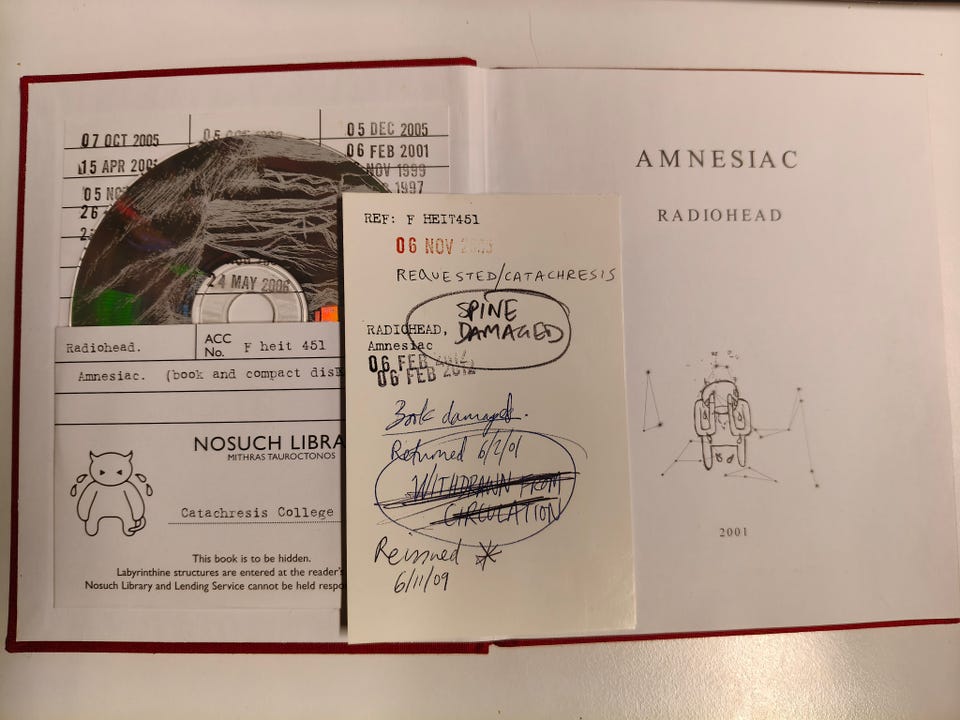 07 OCT 2005
05 DEC 2005
15 APR 2001
06 FEB 2001
05 NOV
NOV 1999
26
1997
24 MAY 2006
Radiohead.
ACC No. F heit 451
Amnesiac. (book and compact dis
NOSUCH LIBRA
MITHRAS TAUROCTONOS
Catachresis College
This book is to be hidden.
Labyrinthine structures are entered at the reader's
Nosuch Library and Lending Service cannot be held respo
REF: F HEIT451
06 NOV
REQUESTED/CATACHRESIS
SPINE
DAMAGED
RADIOHEAD,
Amnesiac
06 FEB 2012
06 FEB 2012
Book damaged.
Returned 6/2/01
WITHDRAWN FROM
CIRCULATION
Reissued *
6/11/09
AMNESIAC
RADIOHEAD
2001